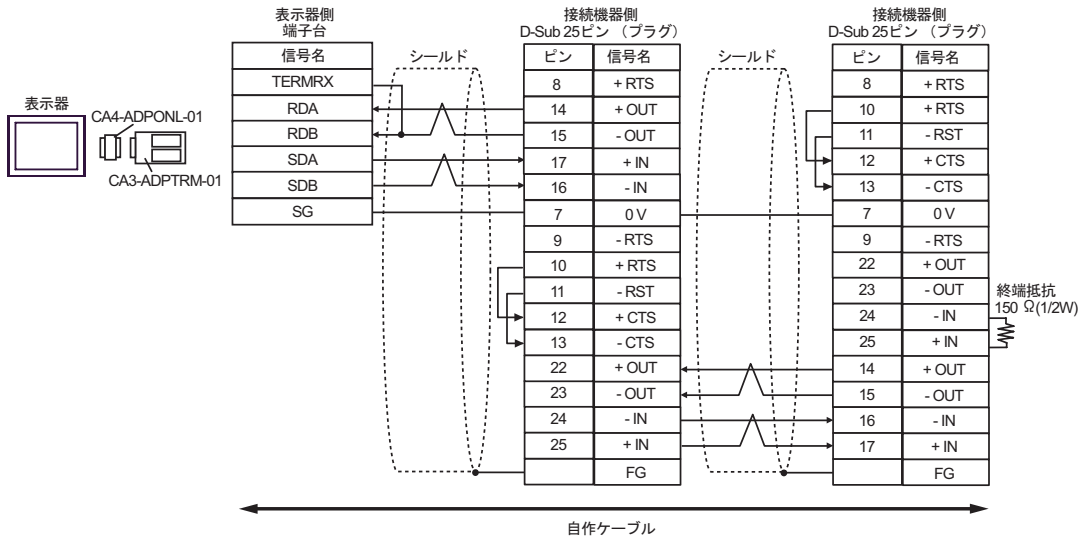 表示器
CA4-ADPONL-01
CA3-ADPTRM-01
表示器側
端子台
信号名
TERMRX
RDA
RDB
SDA
SDB
SG
シールド
接続機器側
D-Sub 25ピン （プラグ）
ピン 信号名
8 + RTS
14 + OUT
15 - OUT
17 + IN
16 - IN
7 0 V
9 - RTS
10 + RTS
11 - RST
12 + CTS
13 - CTS
22 + OUT
23 - OUT
24 - IN
25 + IN
FG
シールド
接続機器側
D-Sub 25ピン （プラグ）
ピン 信号名
8 + RTS
10 + RTS
11 - RST
12 + CTS
13 - CTS
7 0 V
9 - RTS
22 + OUT
23 - OUT
24 - IN
25 + IN
14 + OUT
15 - OUT
16 - IN
17 + IN
FG
終端抵抗
150 Ω(1/2W)
自作ケーブル